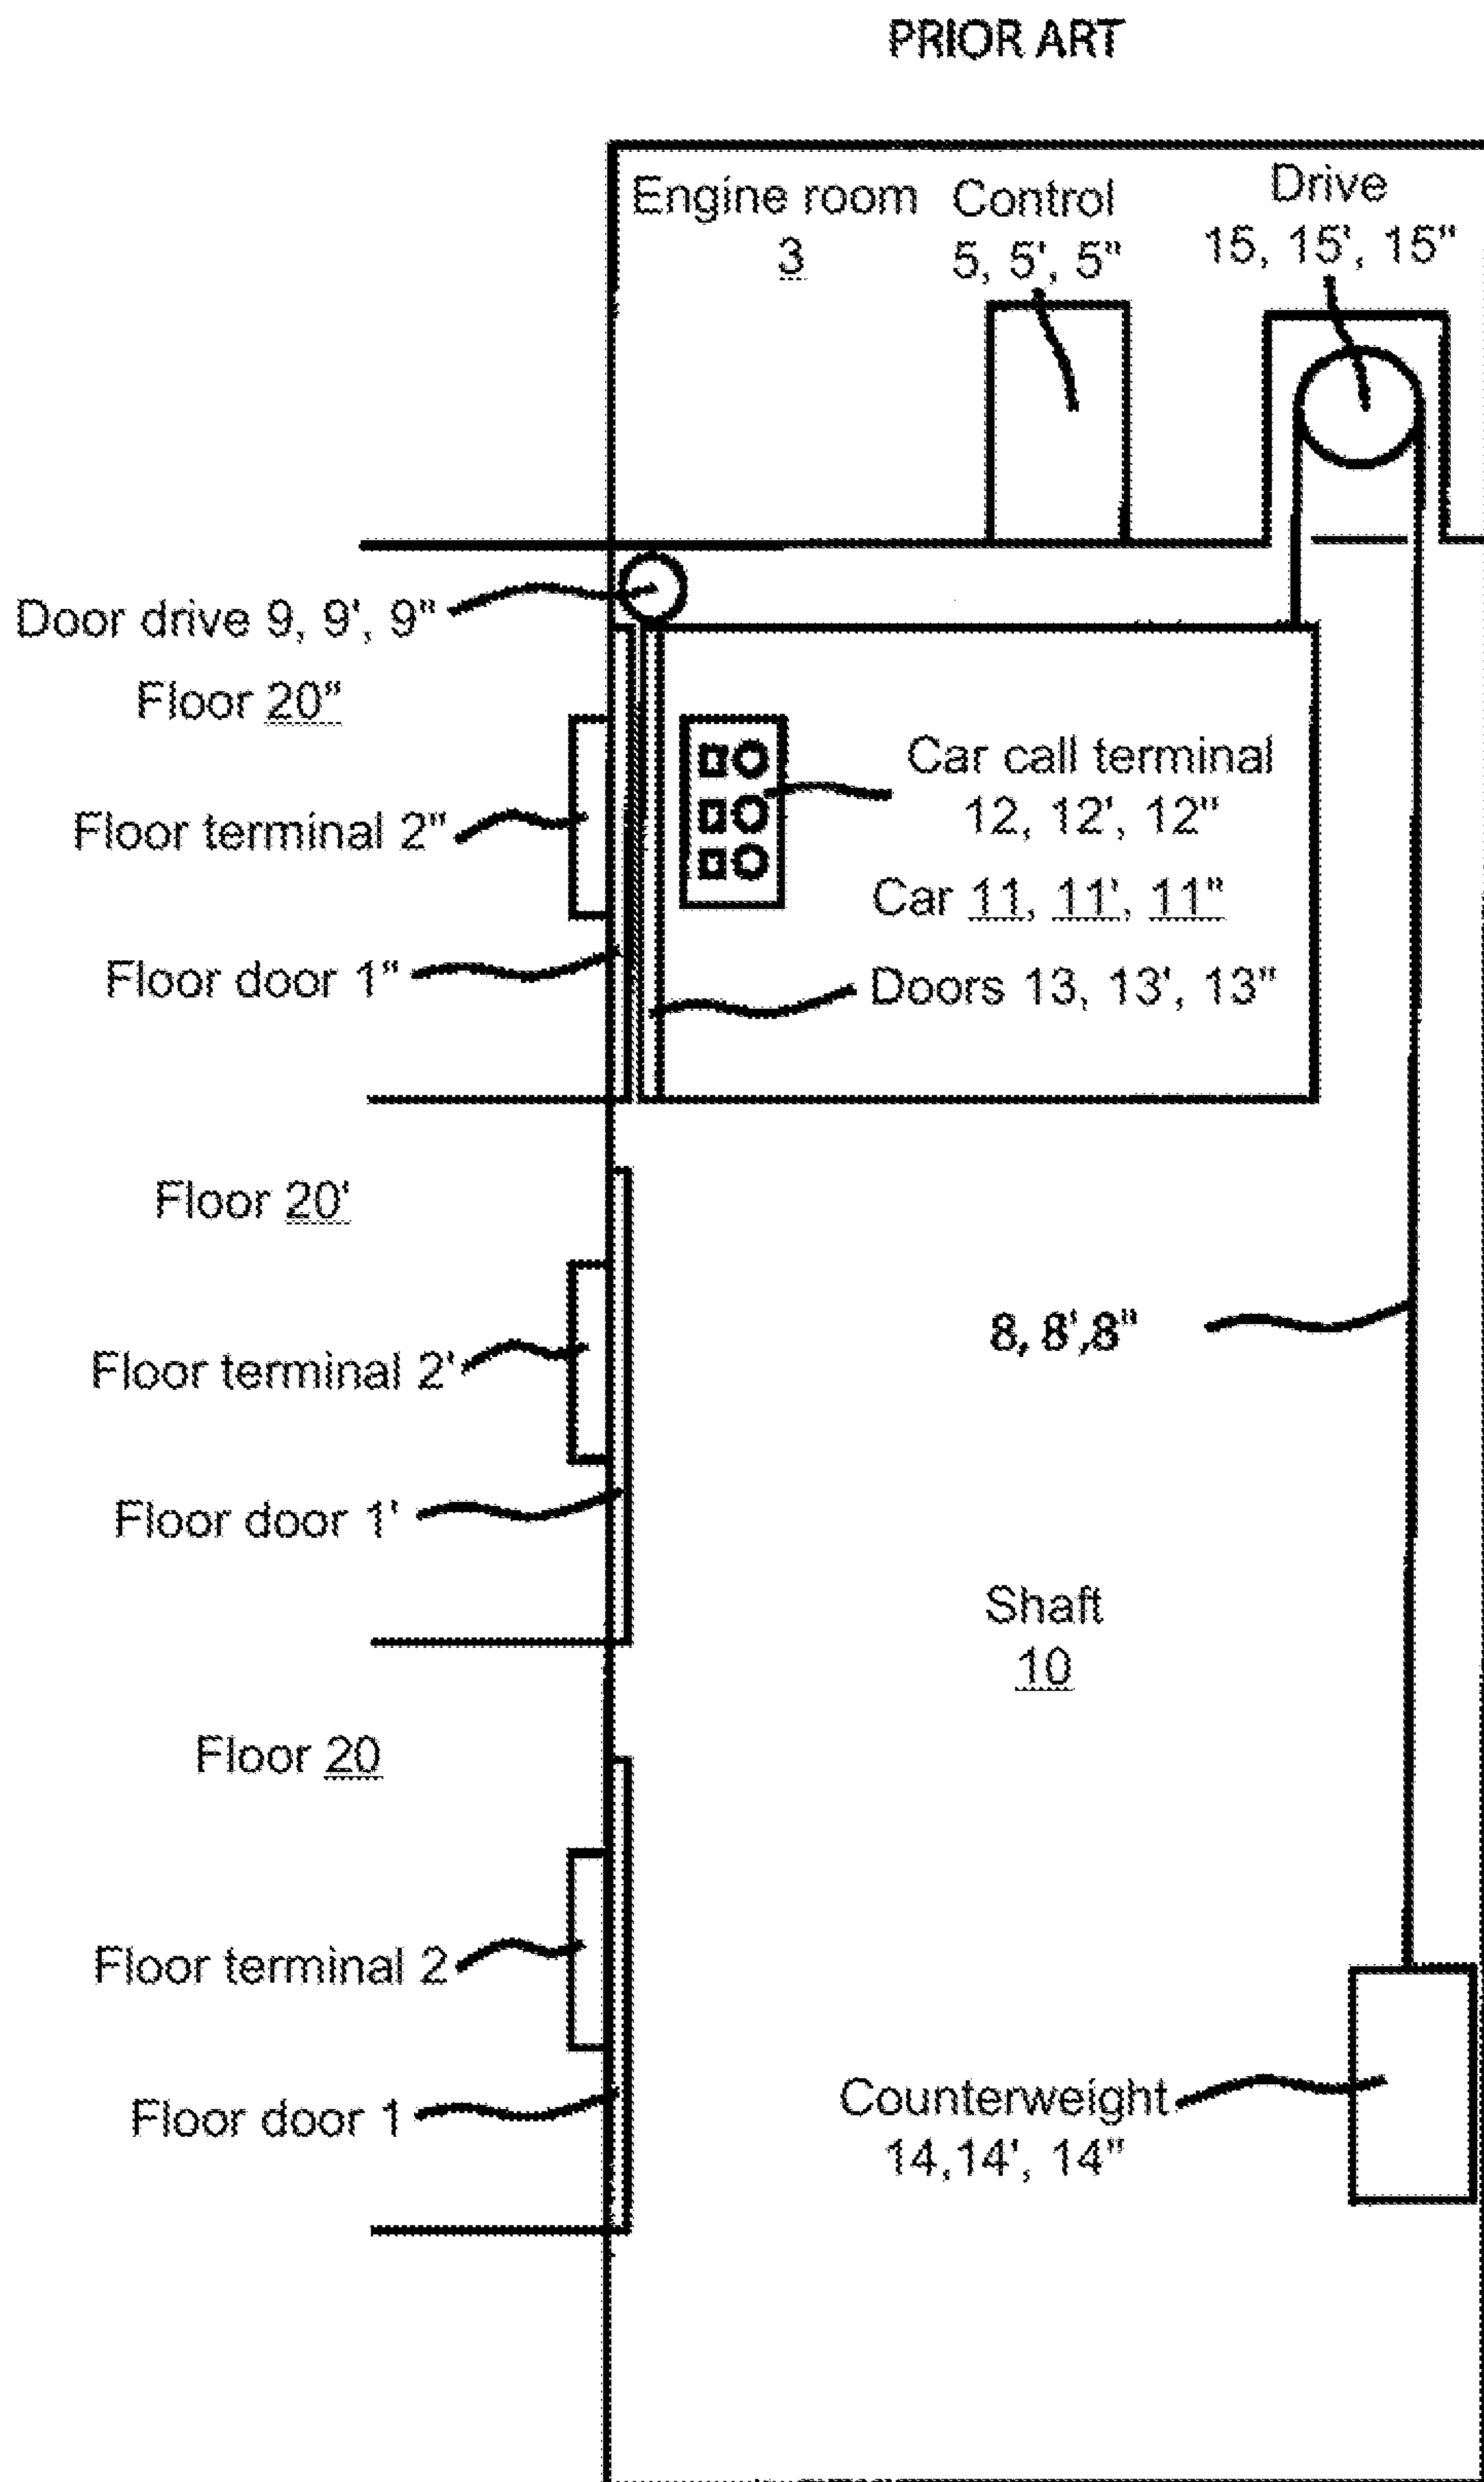 PRIOR ART
Engine room
3
Control
5, 5', 5"
Drive
15, 15', 15"
Door drive 9, 9', 9"
Floor 20"
Floor terminal 2"
Car call terminal
12, 12', 12"
Car 11, 11', 11"
Floor door 1"
Doors 13, 13', 13"
Floor 20'
8, 8',8"
Floor terminal 2'
Floor door 1'
Shaft
10
Floor 20
Floor terminal 2
Floor door 1
Counterweight
14,14', 14"